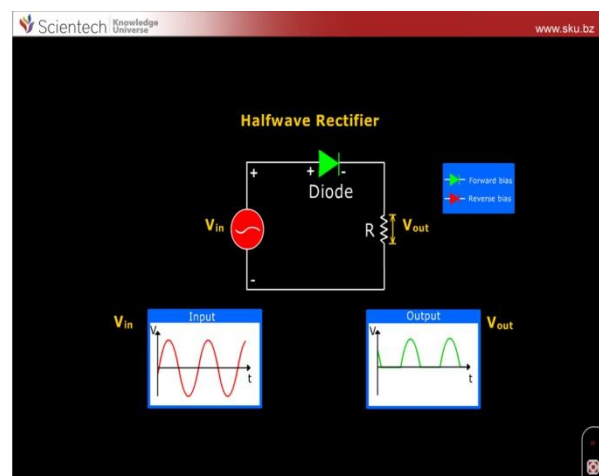 Scientech Knowledge Universe
www.sku.bz
Halfwave Rectifier
+ + -
Diode
Forward bias
Reverse bias
Vin
R
Vout
-
Vin
Input
V
t
Output
Vout
V
t